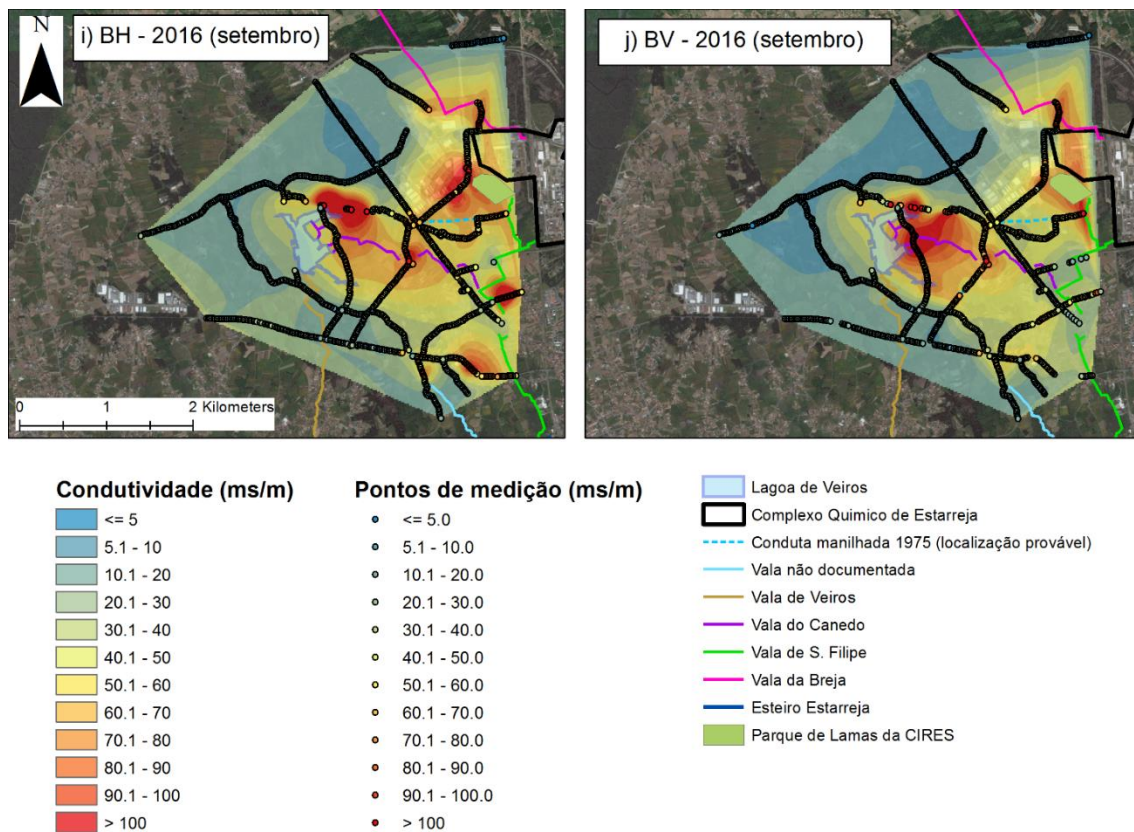 N
i) BH - 2016 (setembro)
j) BV - 2016 (setembro)
0 1 2 Kilometers
Condutividade (ms/m)
<= 5
5.1 - 10
10.1 - 20
20.1 - 30
30.1 - 40
40.1 - 50
50.1 - 60
60.1 - 70
70.1 - 80
80.1 - 90
90.1 - 100
> 100
Pontos de medição (ms/m)
<= 5.0
5.1 - 10.0
10.1 - 20.0
20.1 - 30.0
30.1 - 40.0
40.1 - 50.0
50.1 - 60.0
60.1 - 70.0
70.1 - 80.0
80.1 - 90.0
90.1 - 100.0
> 100
Lagoa de Veiros
Complexo Quimico de Estarreja
Conduta manilhada 1975 (localização provável)
Vala não documentada
Vala de Veiros
Vala do Canedo
Vala de S. Filipe
Vala da Breja
Esteiro Estarreja
Parque de Lamas da CIRES